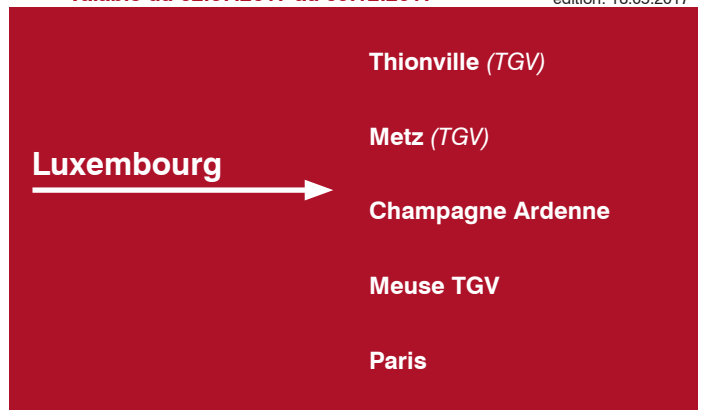 Thionville (TGV)
Metz (TGV)
Luxembourg
Champagne Ardenne
Meuse TGV
Paris